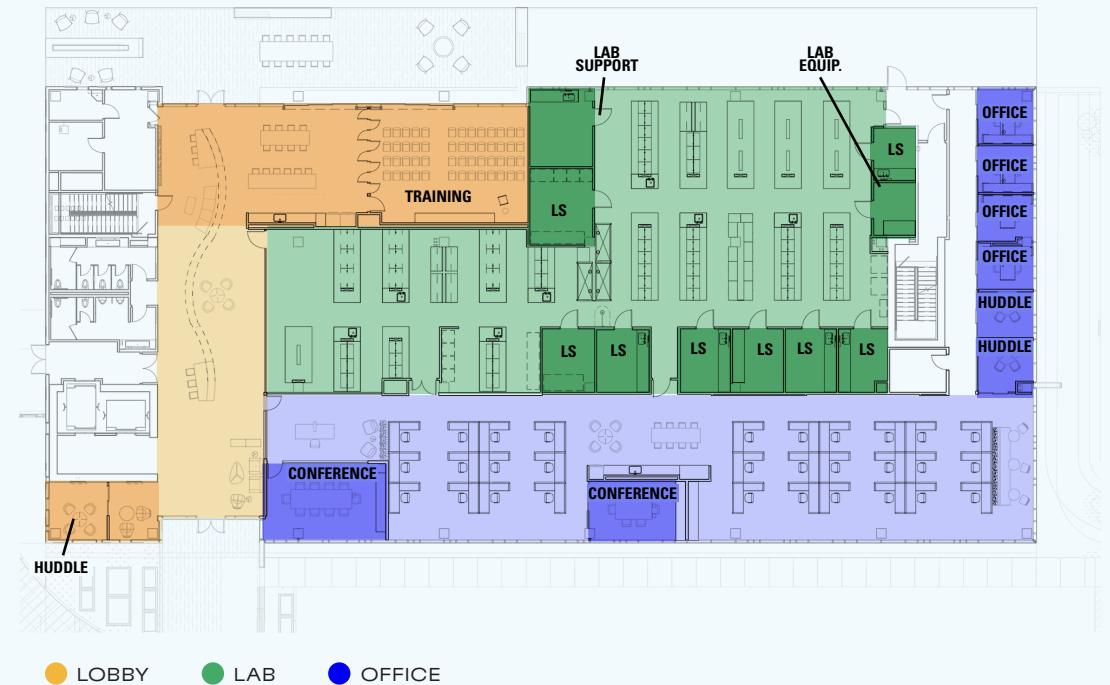 LAB
SUPPORT
LAB
EQUIP.
OFFICE
LS
OFFICE
TRAINING
LS
OFFICE
OFFICE
HUDDLE
HUDDLE
LS
LS
LS
LS
LS
LS
CONFERENCE
CONFERENCE
HUDDLE
LOBBY
LAB
OFFICE